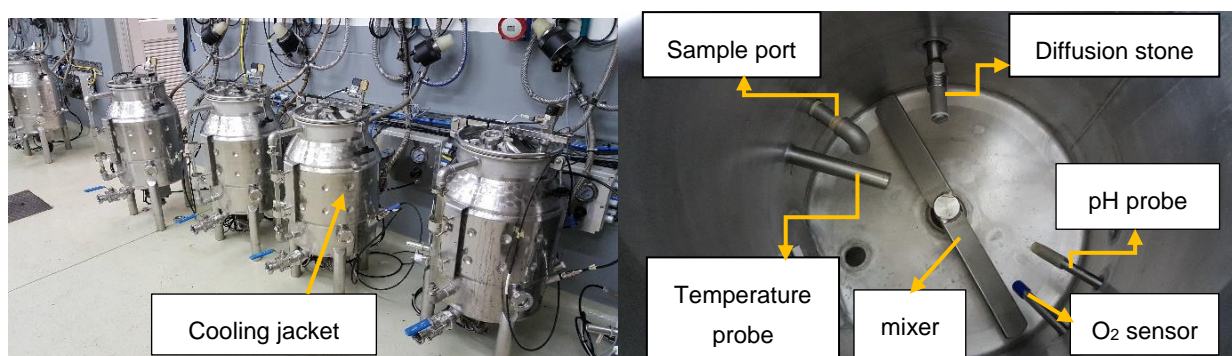 Cooling jacket
Sample port
Diffusion stone
pH probe
Temperature
probe
mixer
O₂ sensor